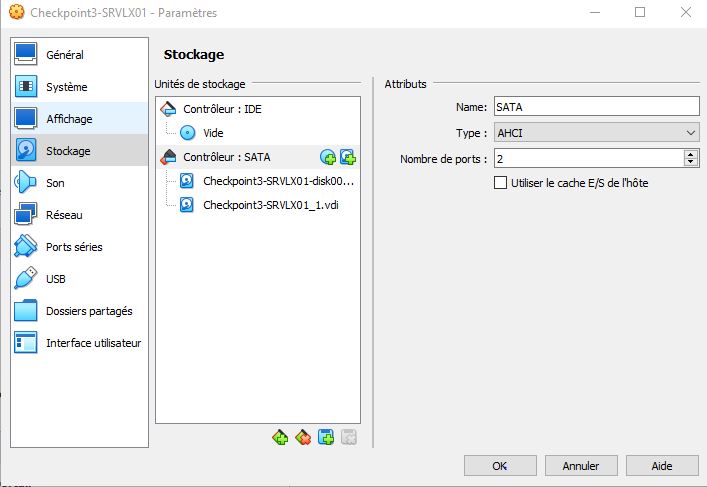 Checkpoint3-SRVLX01 - Paramètres
Général
Système
Affichage
Stockage
Son
Réseau
Ports séries
USB
Dossiers partagés
Interface utilisateur
Stockage
Unités de stockage
Contrôleur : IDE
Vide
Contrôleur : SATA
Checkpoint3-SRVLX01-disk00...
Checkpoint3-SRVLX01_1.vdi
Attributs
Name: SATA
Type : AHCI
Nombre de ports : 2
Utiliser le cache E/S de l'hôte
OK Annuler Aide